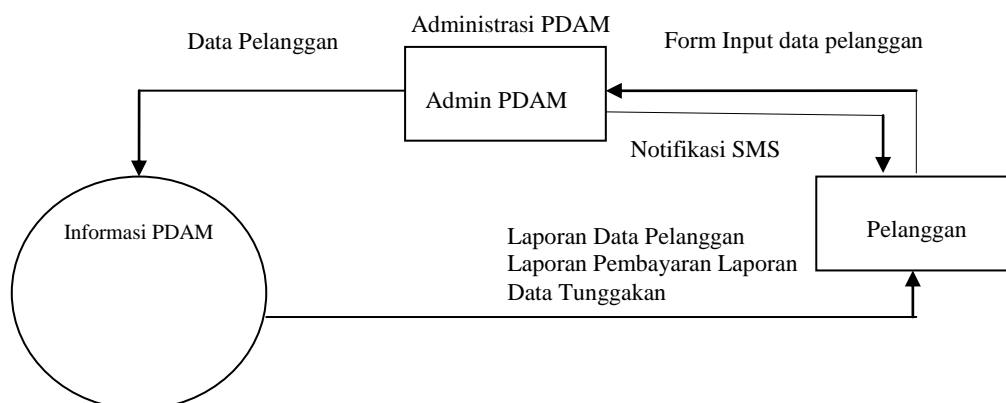 Administrasi PDAM
Data Pelanggan
Form Input data pelanggan
Admin PDAM
Notifikasi SMS
Informasi PDAM
Pelanggan
Laporan Data Pelanggan
Laporan Pembayaran Laporan
Data Tunggakan